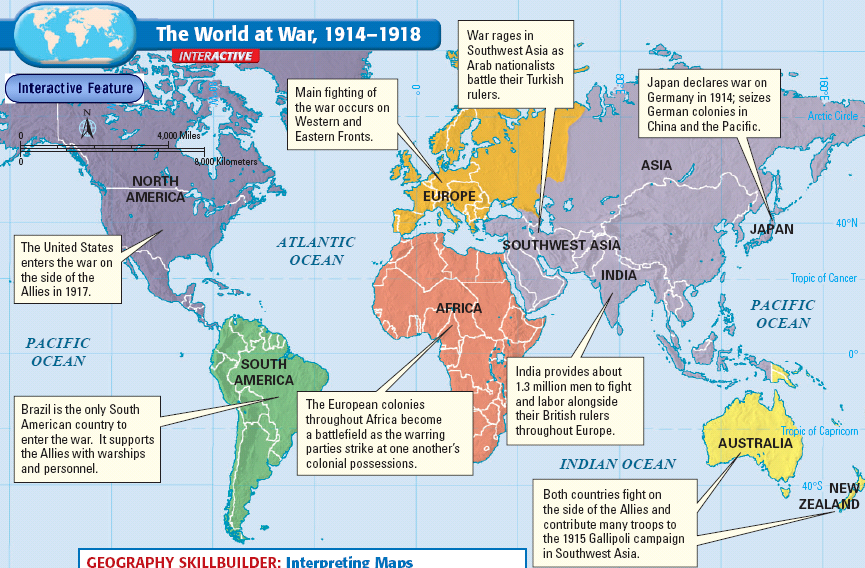 The World at War, 1914–1918
INTERACTIVE
Interactive Feature
N
0 4,000 Miles
0 8,000 Kilometers
War rages in
Southwest Asia as
Arab nationalists
battle their Turkish
rulers.
Main fighting of
the war occurs on
Western and
Eastern Fronts.
Japan declares war on
Germany in 1914; seizes
German colonies in
China and the Pacific.
0°
80°E
160°E
Arctic Circle
NORTH
AMERICA
EUROPE
ASIA
JAPAN
40°N
The United States
enters the war on
the side of the
Allies in 1917.
ATLANTIC
OCEAN
SOUTHWEST ASIA
INDIA
Tropic of Cancer
AFRICA
PACIFIC
OCEAN
PACIFIC
OCEAN
0°
SOUTH
AMERICA
India provides about
1.3 million men to fight
and labor alongside
their British rulers
throughout Europe.
Brazil is the only South
American country to
enter the war. It supports
the Allies with warships
and personnel.
The European colonies
throughout Africa become
a battlefield as the warring
parties strike at one another's
colonial possessions.
Tropic of Capricorn
AUSTRALIA
INDIAN OCEAN
40°S
NEW
ZEALAND
Both countries fight on
the side of the Allies and
contribute many troops to
the 1915 Gallipoli campaign
in Southwest Asia.
GEOGRAPHY SKILLBUILDER: Interpreting Maps